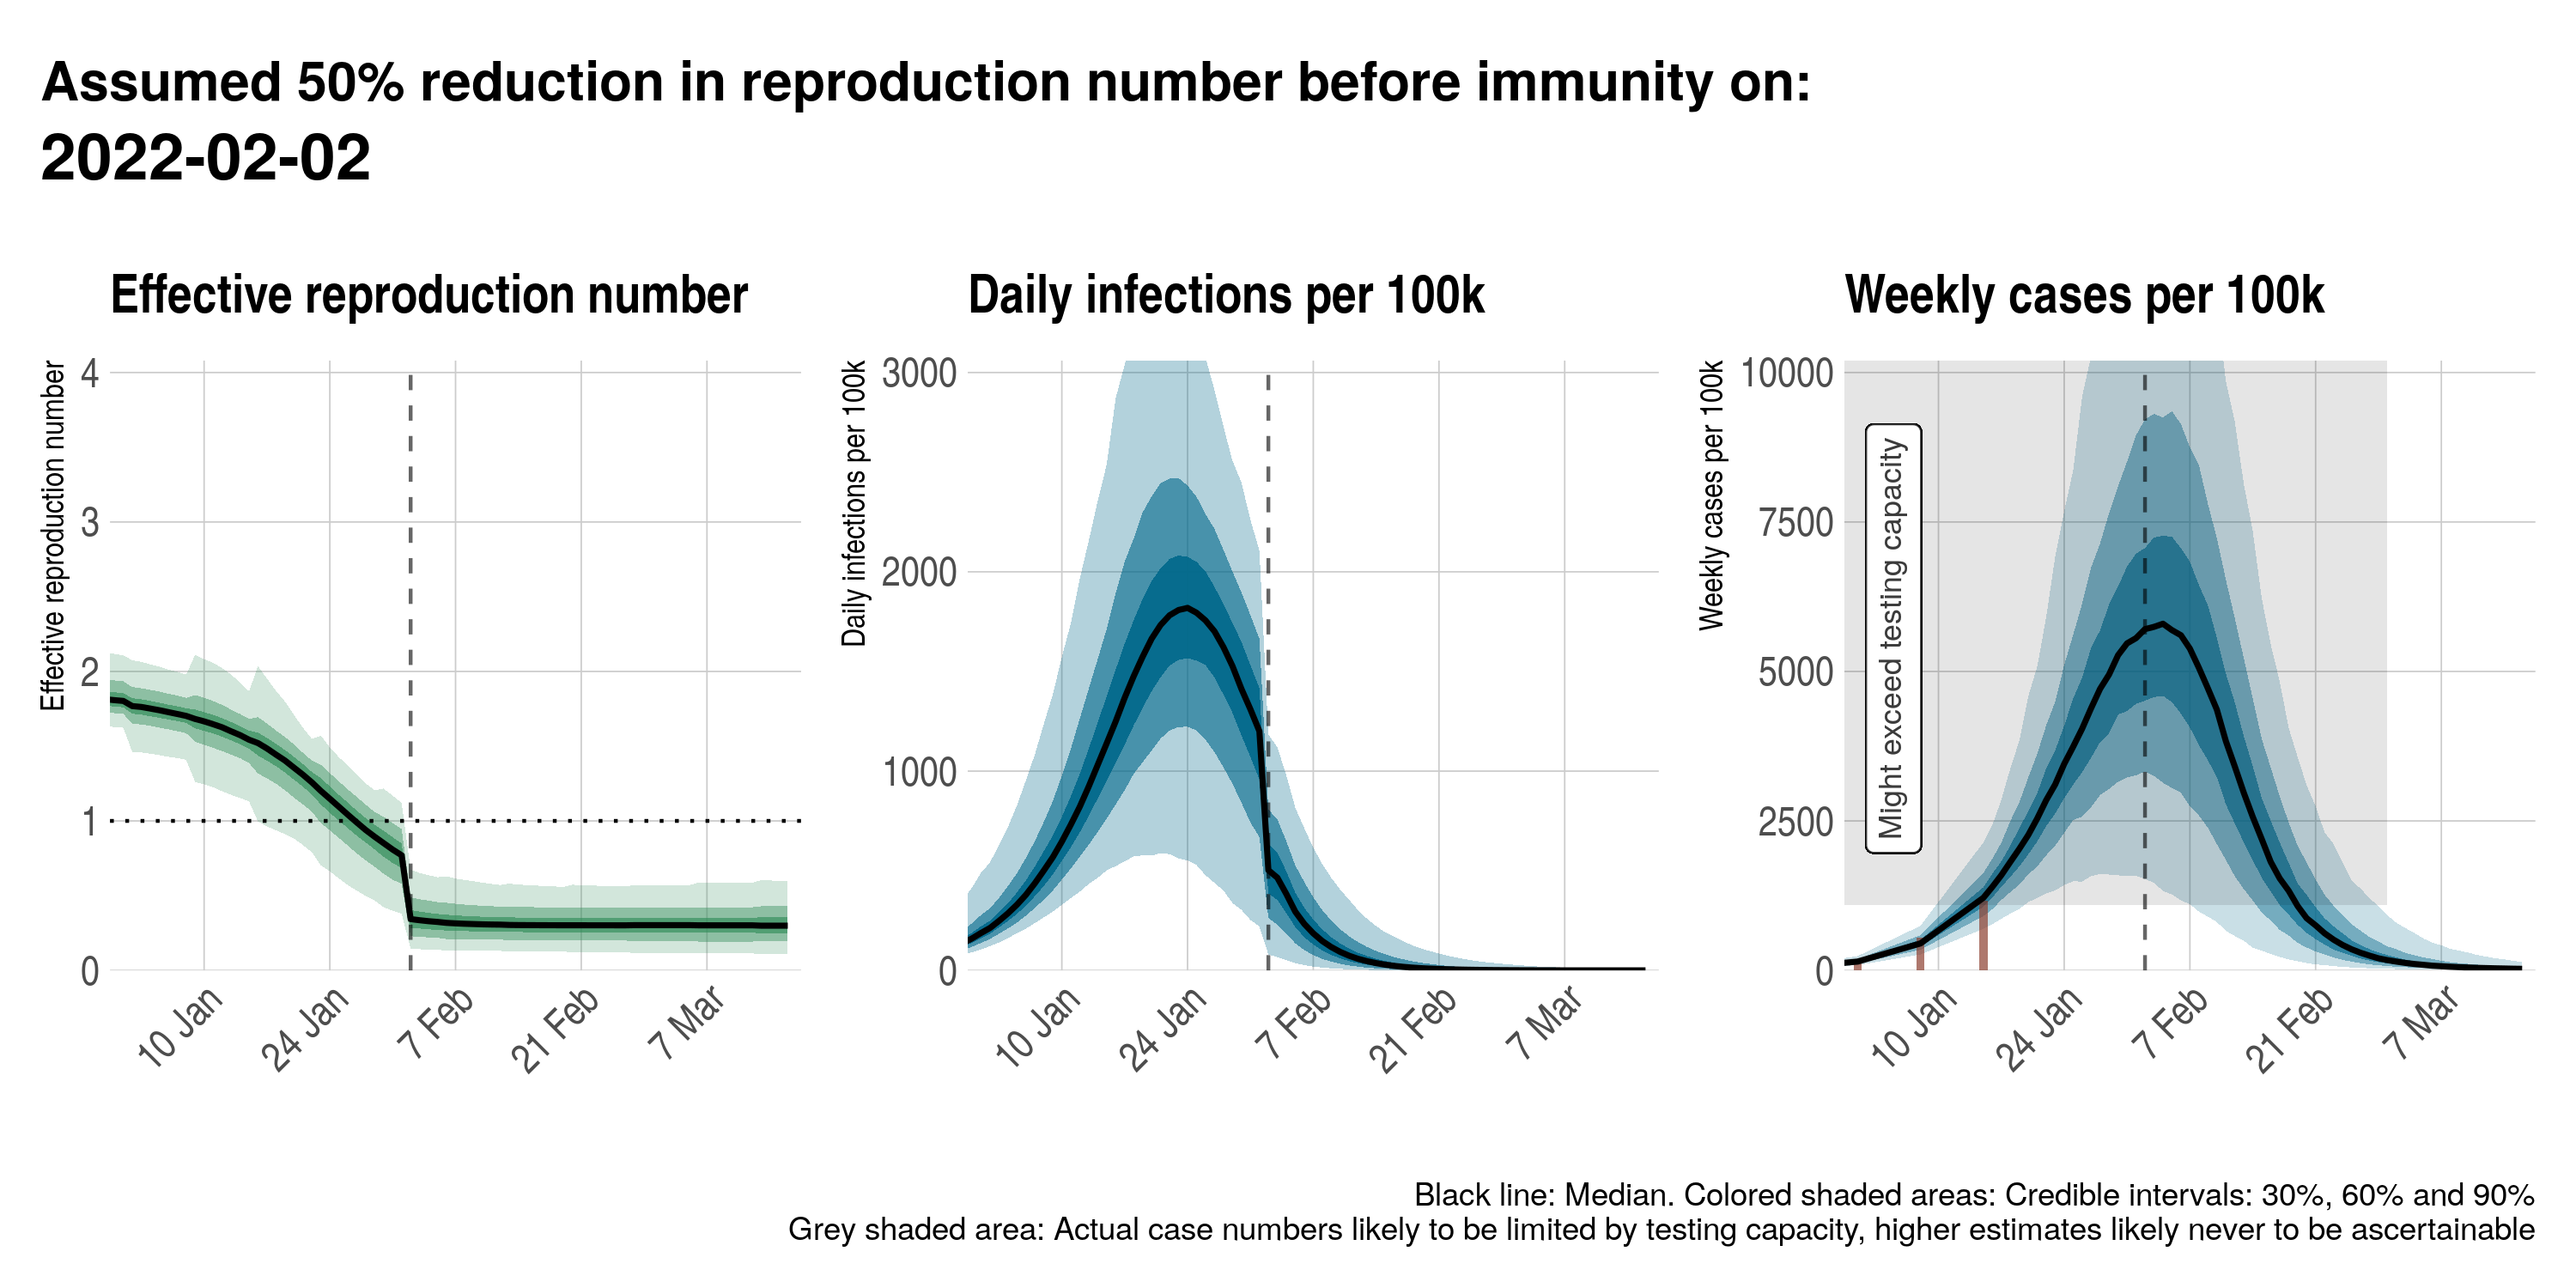 Assumed 50% reduction in reproduction number before immunity on:
2022-02-02
Effective reproduction number
Effective reproduction number
4
3
2
1
0
10 Jan
24 Jan
7 Feb
21 Feb
7 Mar
Daily infections per 100k
Daily infections per 100k
3000
2000
1000
0
10 Jan
24 Jan
7 Feb
21 Feb
7 Mar
Weekly cases per 100k
Weekly cases per 100k
10000
7500
5000
2500
0
Might exceed testing capacity
10 Jan
24 Jan
7 Feb
21 Feb
7 Mar
Black line: Median. Colored shaded areas: Credible intervals: 30%, 60% and 90%
Grey shaded area: Actual case numbers likely to be limited by testing capacity, higher estimates likely never to be ascertainable